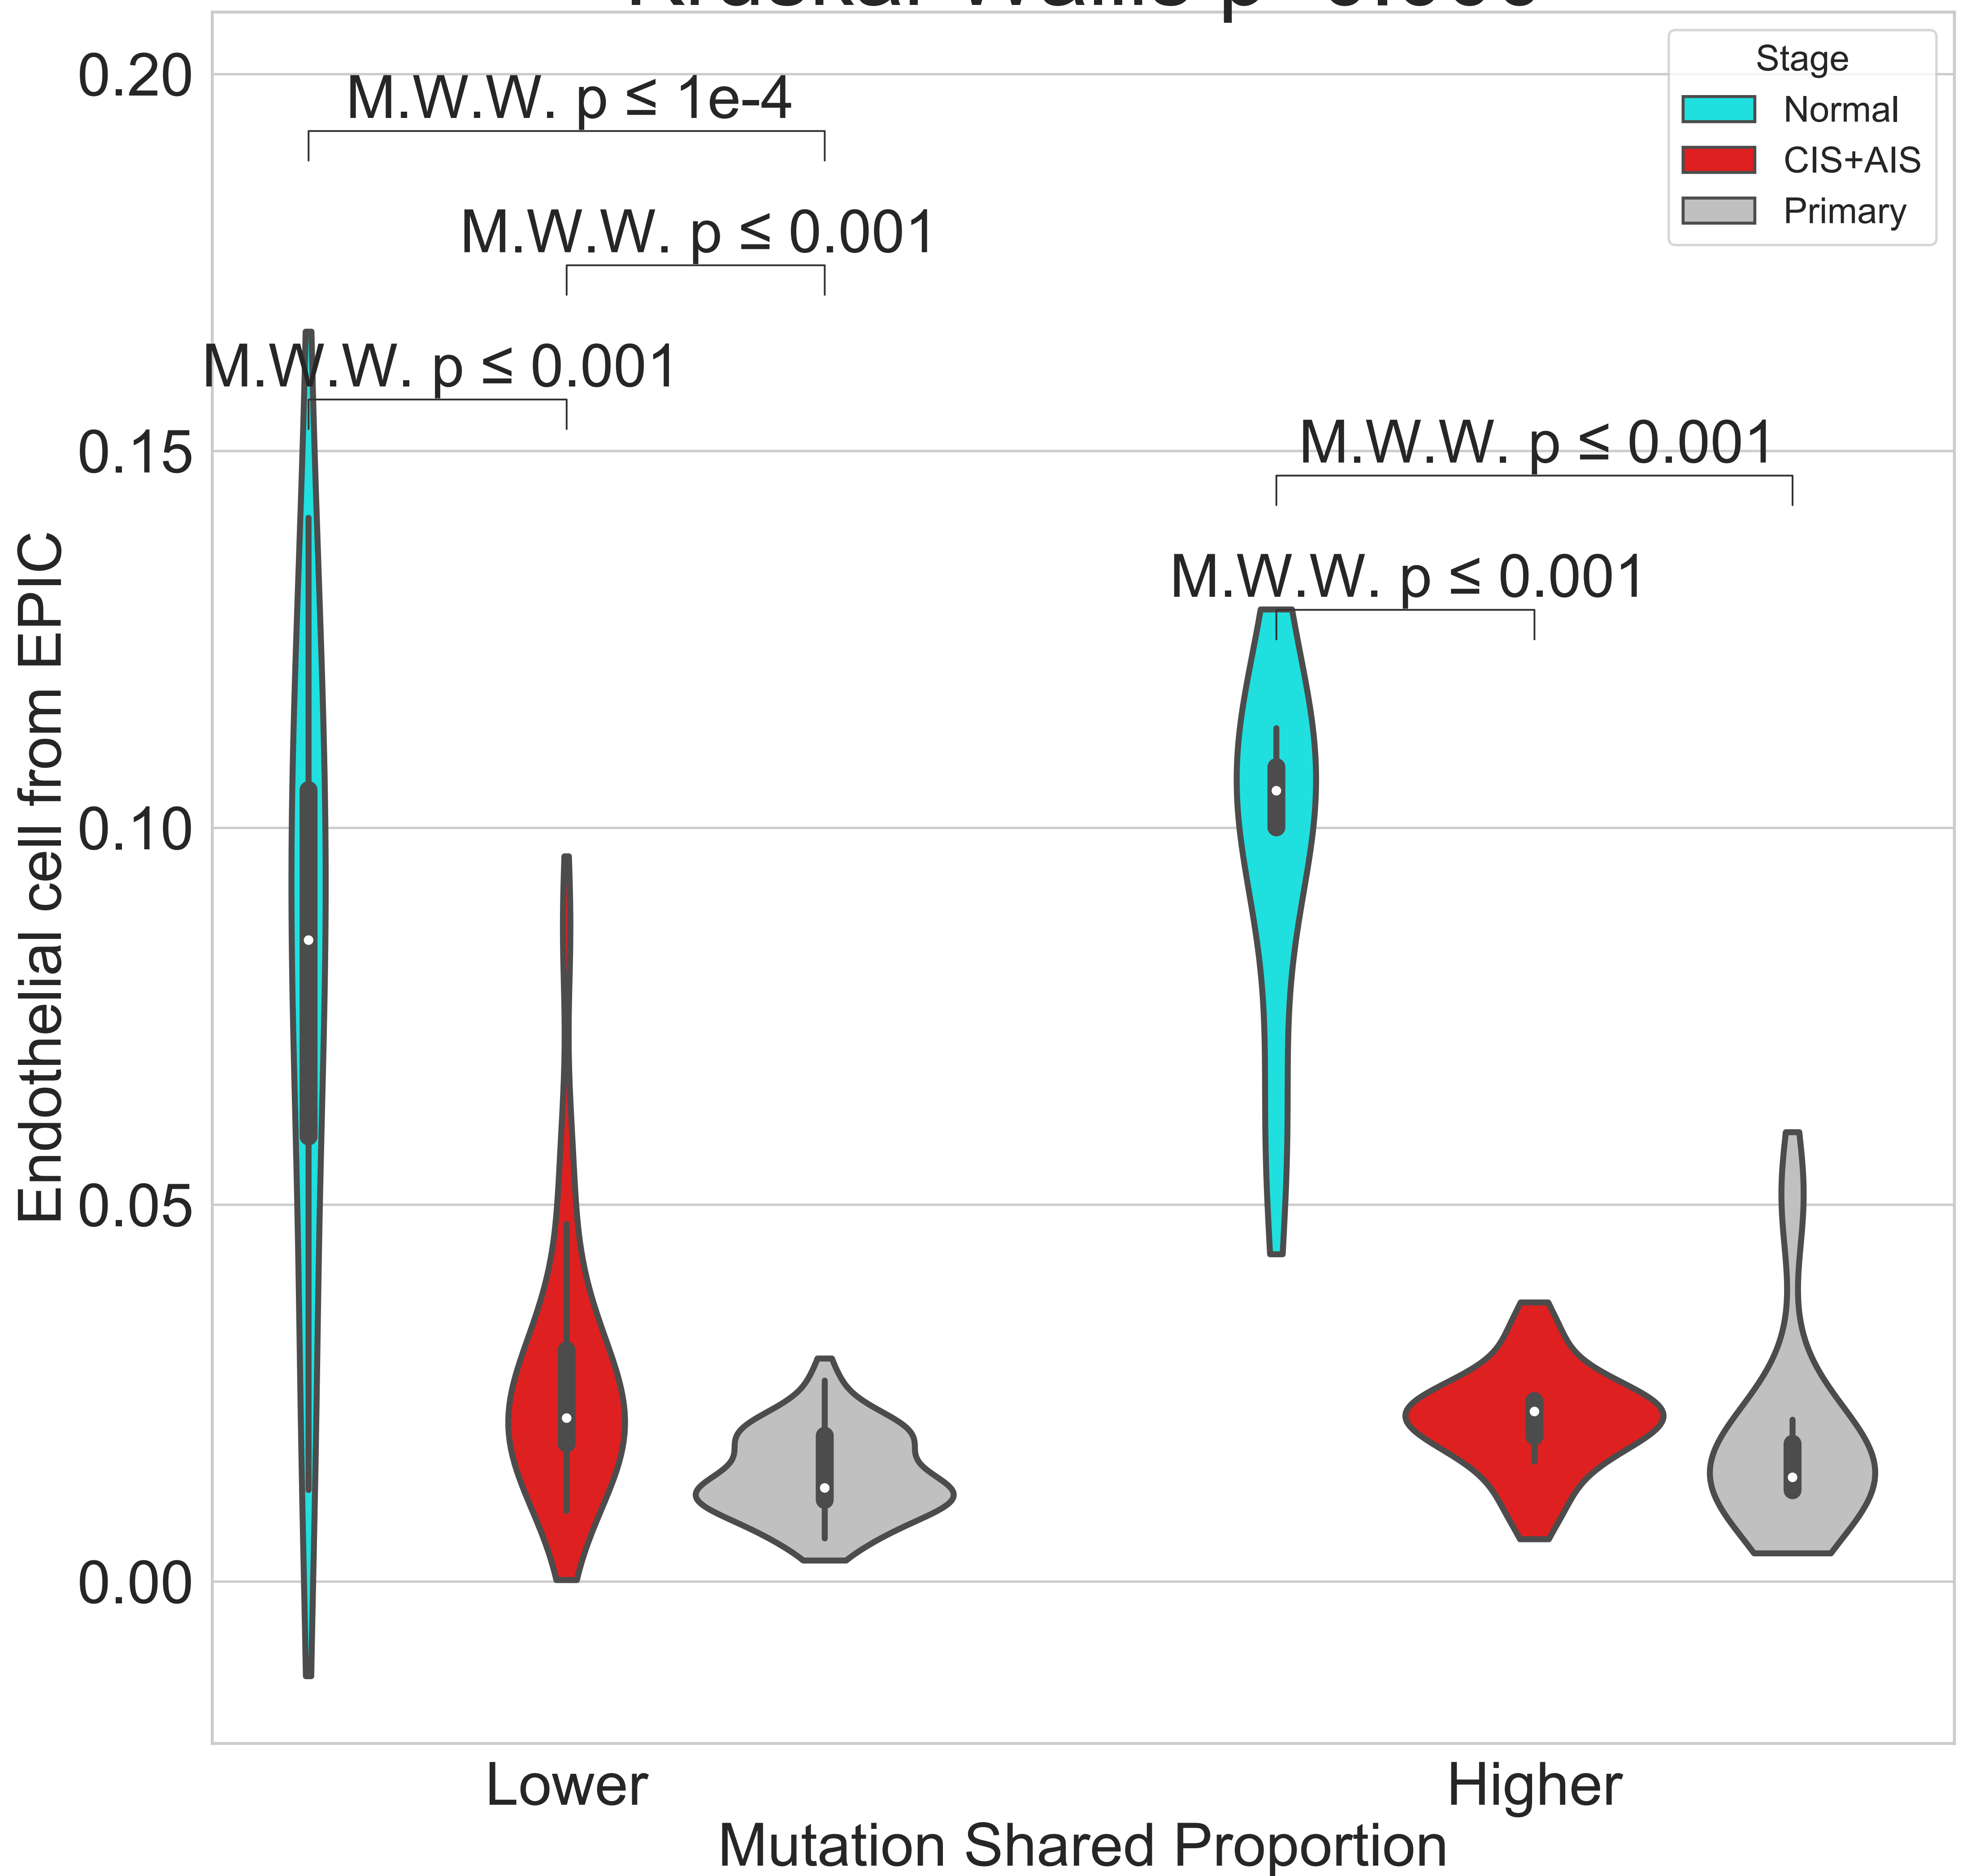 Stage
Normal
CIS+AIS
Primary
M.W.W. p ≤ 1e-4
M.W.W. p ≤ 0.001
M.W.W. p ≤ 0.001
M.W.W. p ≤ 0.001
M.W.W. p ≤ 0.001
0.20
0.15
0.10
0.05
0.00
Endothelial cell from EPIC
Lower
Higher
Mutation Shared Proportion